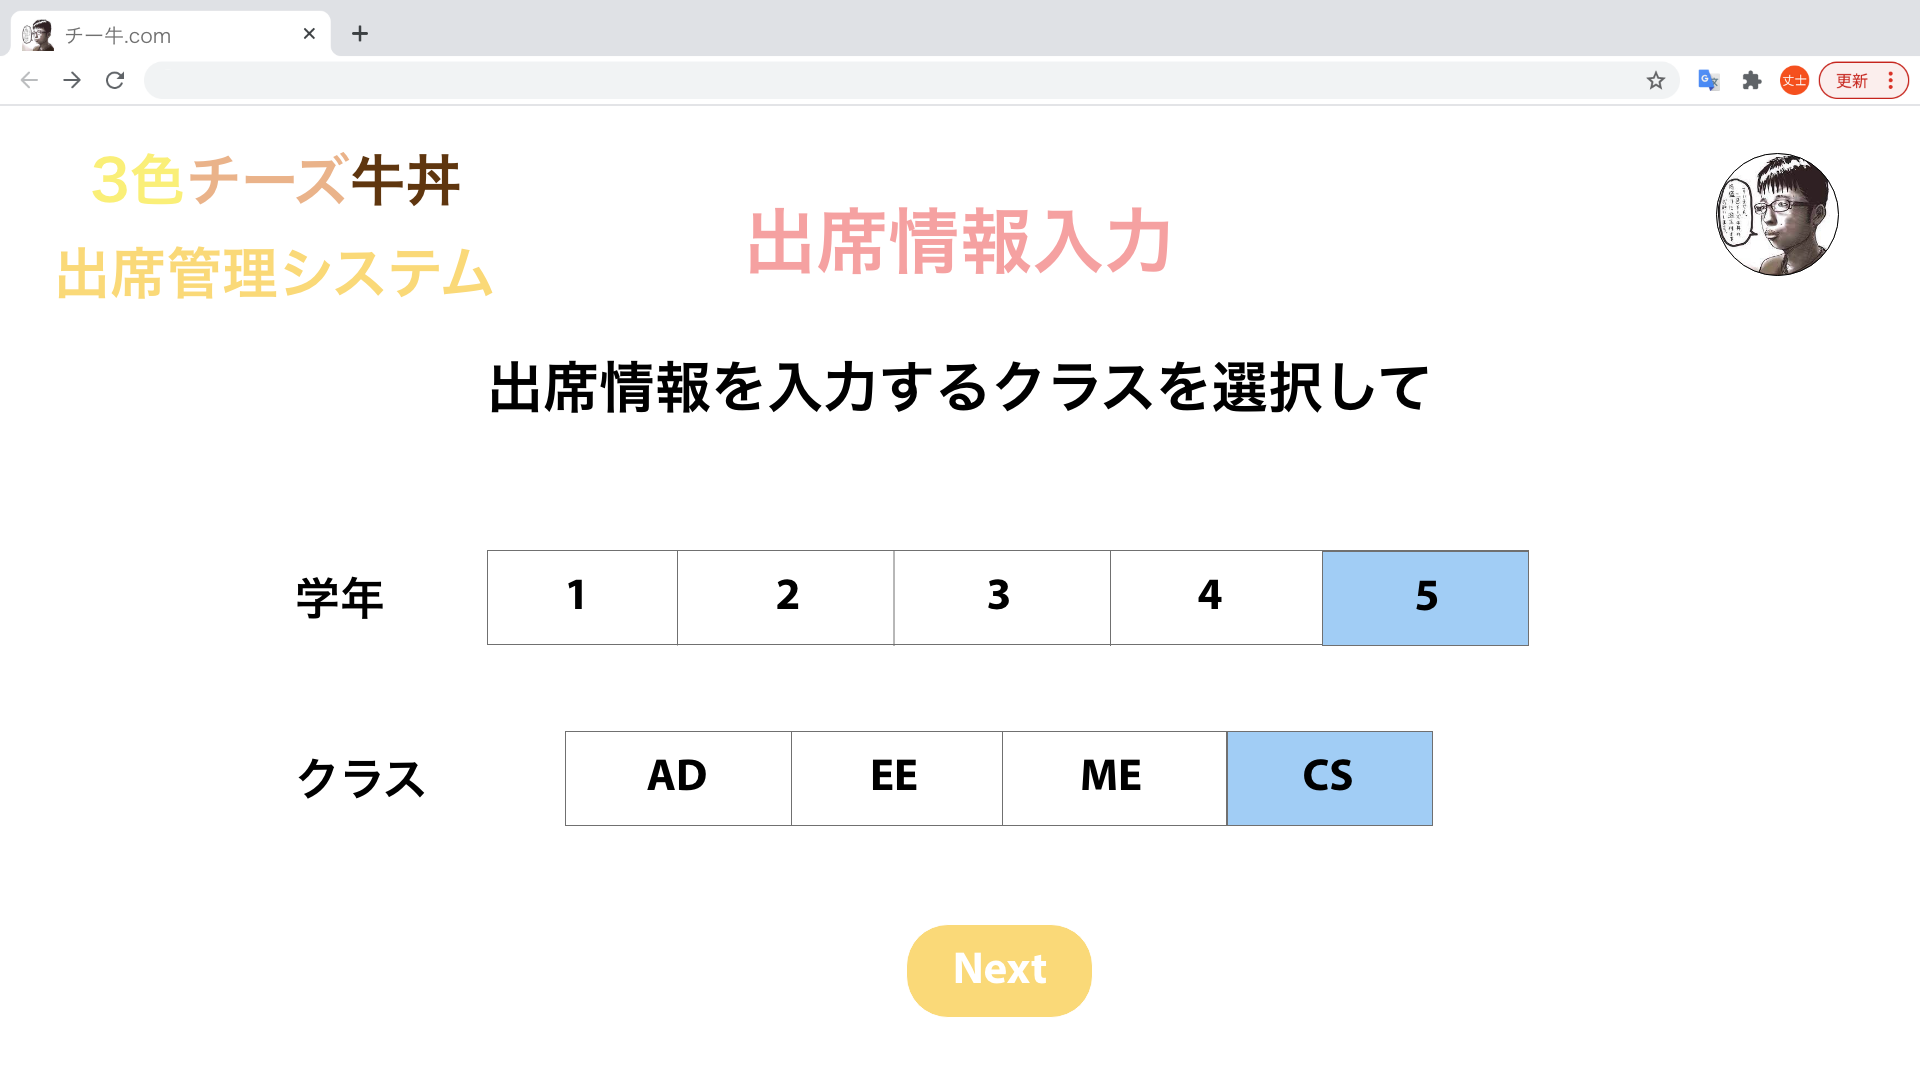 チー牛.com
丈士
更新
3色チーズ牛丼
出席管理システム
出席情報入力
出席情報を入力するクラスを選択して
学年 1 2 3 4 5
クラス AD EE ME CS
Next